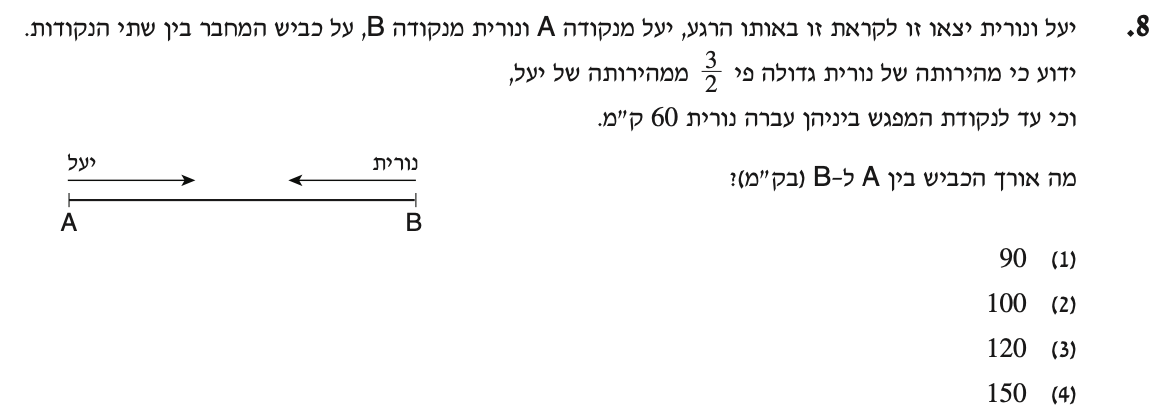 8. יעל ונורית יצאו זו לקראת זו באותו הרגע, יעל מנקודה A ונורית מנקודה B, על כביש המחבר בין שתי הנקודות.
ידוע כי מהירותה של נורית גדולה פי 3/2 ממהירותה של יעל,
וכי עד לנקודת המפגש ביניהן עברה נורית 60 ק"מ.
מה אורך הכביש בין A ל-B (בק"מ)?
יעל נורית
A B
(1) 90
(2) 100
(3) 120
(4) 150